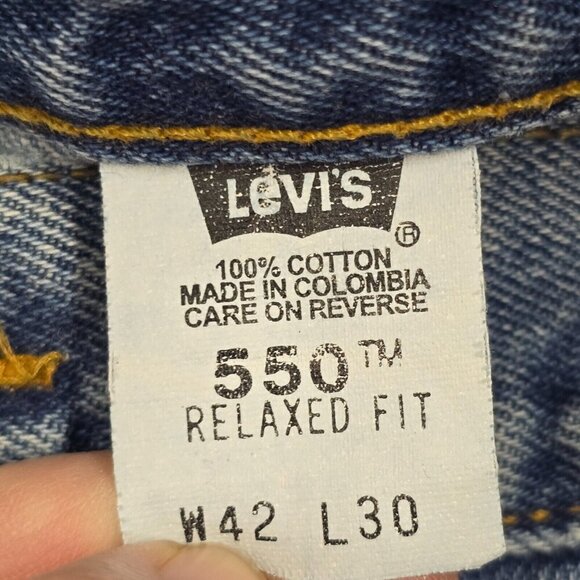 LEVI'S
®
100% COTTON
MADE IN COLOMBIA
CARE ON REVERSE
550™
RELAXED FIT
W42 L30